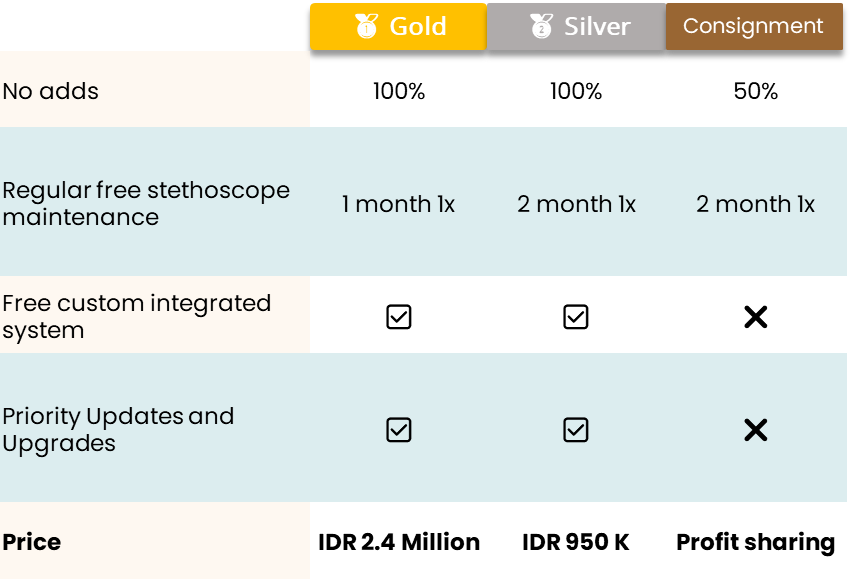 Gold Silver Consignment
No adds 100% 100% 50%
Regular free stethoscope
maintenance
1 month 1x 2 month 1x 2 month 1x
Free custom integrated
system
Priority Updates and
Upgrades
Price IDR 2.4 Million IDR 950 K Profit sharing